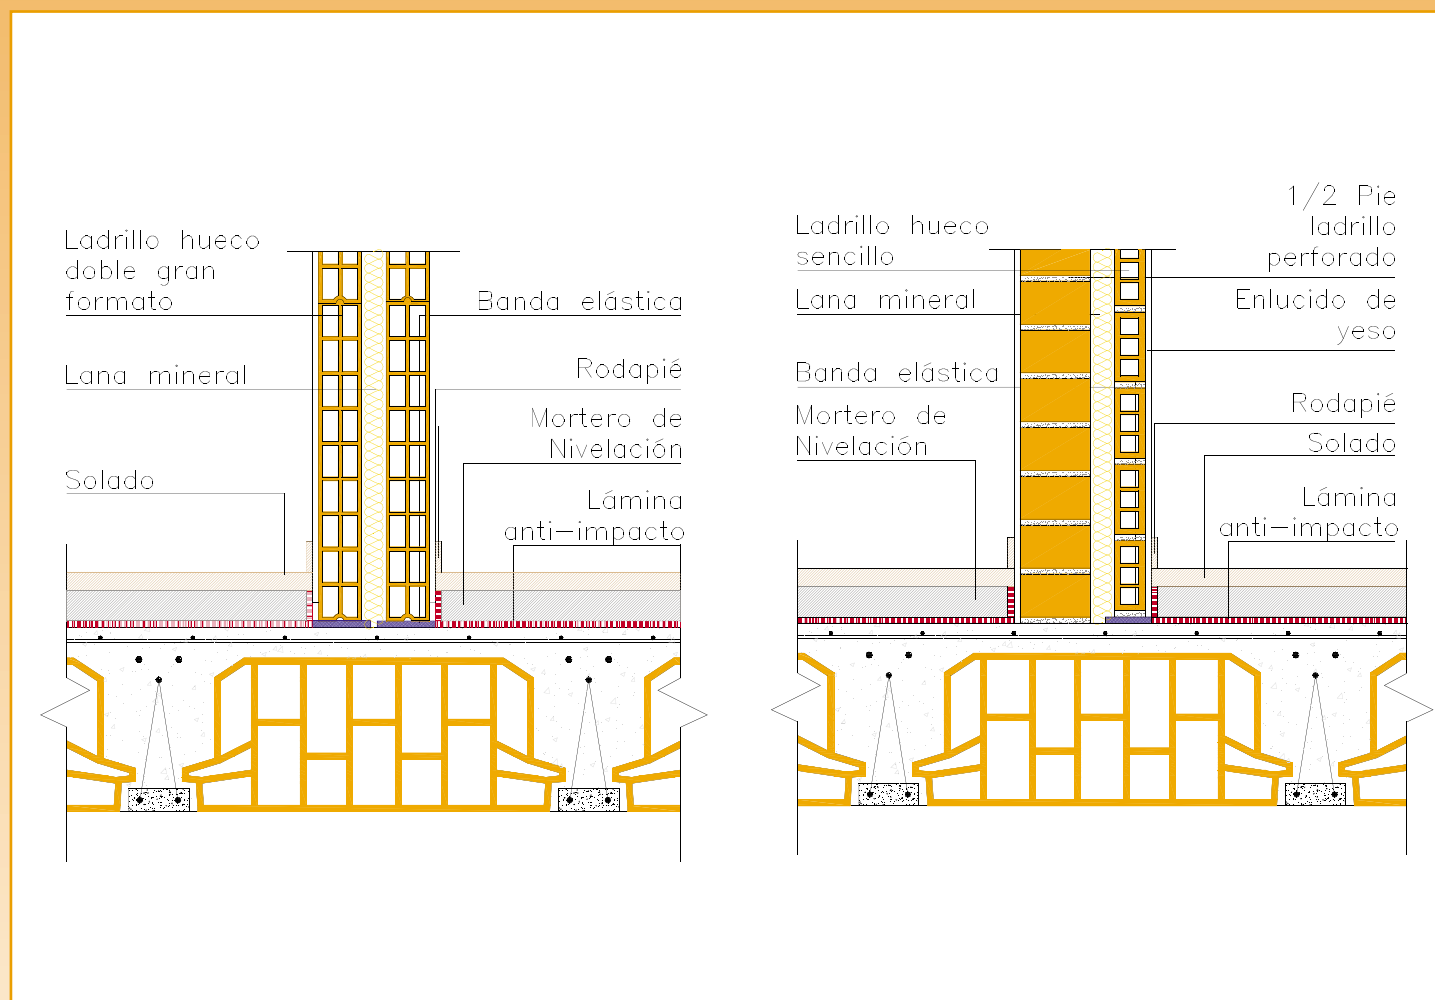 Ladrillo hueco
doble gran
formato
Banda elástica
Lana mineral
Rodapié
Mortero de
Nivelación
Solado
Lámina
anti-impacto
1/2 Pie
ladrillo
perforado
Ladrillo hueco
sencillo
Lana mineral
Enlucido de
yeso
Banda elástica
Mortero de
Nivelación
Rodapié
Solado
Lámina
anti-impacto